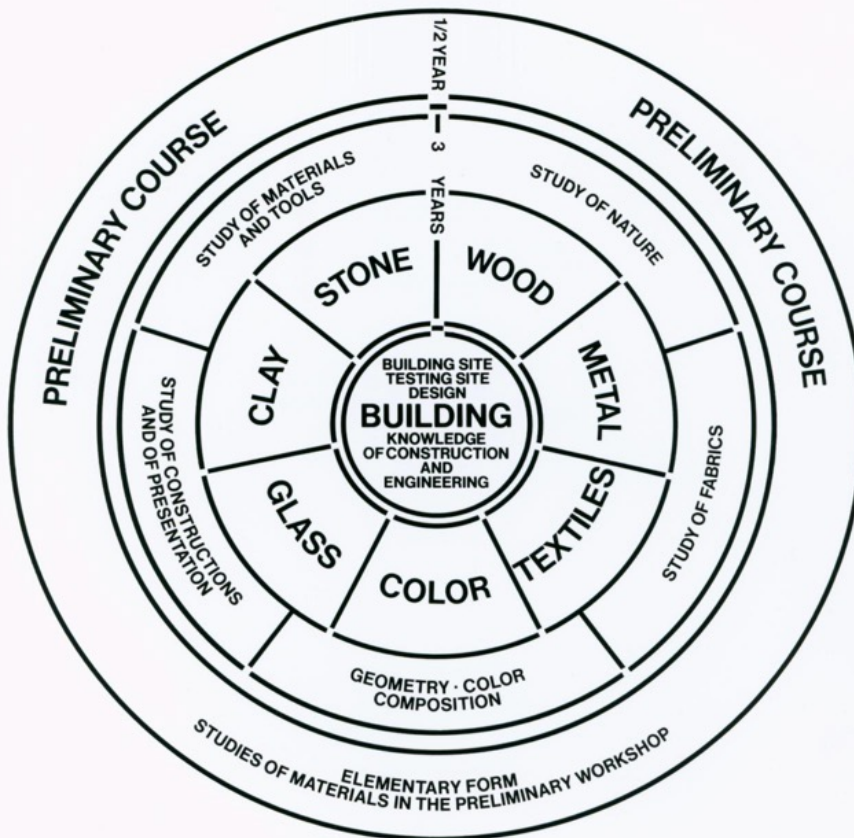 1/2 YEAR
PRELIMINARY COURSE
PRELIMINARY COURSE
3 YEARS
STUDY OF MATERIALS
AND TOOLS
STUDY OF NATURE
STONE
WOOD
CLAY
METAL
BUILDING SITE
TESTING SITE
DESIGN
BUILDING
KNOWLEDGE
OF CONSTRUCTION
AND
ENGINEERING
STUDY OF CONSTRUCTIONS
AND OF PRESENTATION
STUDY OF FABRICS
GLASS
TEXTILES
COLOR
GEOMETRY · COLOR
COMPOSITION
ELEMENTARY FORM
STUDIES OF MATERIALS IN THE PRELIMINARY WORKSHOP